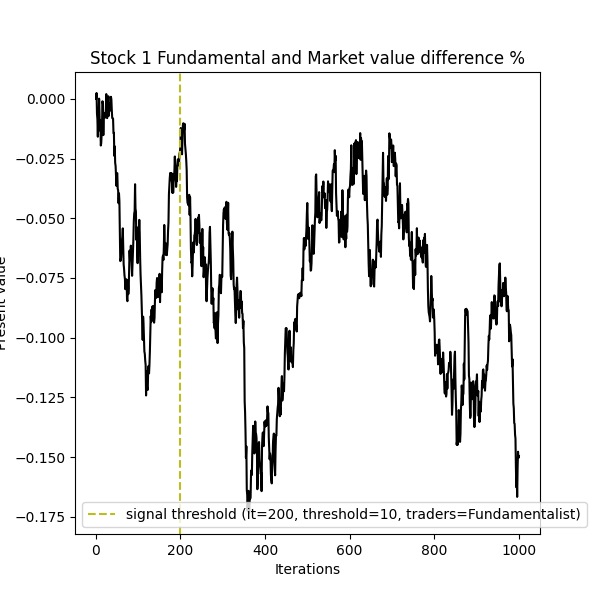 Stock 1 Fundamental and Market value difference %
0.000
−0.025
−0.050
−0.075
−0.100
−0.125
−0.150
−0.175
Present value
signal threshold (it=200, threshold=10, traders=Fundamentalist)
0 200 400 600 800 1000
Iterations